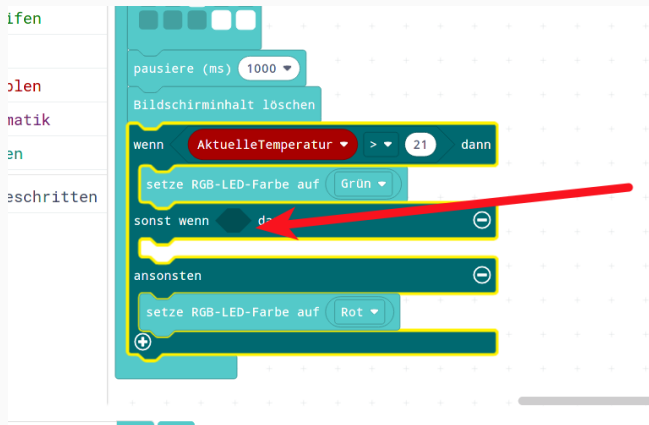 ifen
pausiere (ms) 1000
Bildschirminhalt löschen
matik
wenn AktuelleTemperatur > 21 dann
en
setze RGB-LED-Farbe auf Grün
eschritten
sonst wenn da
ansonsten
setze RGB-LED-Farbe auf Rot